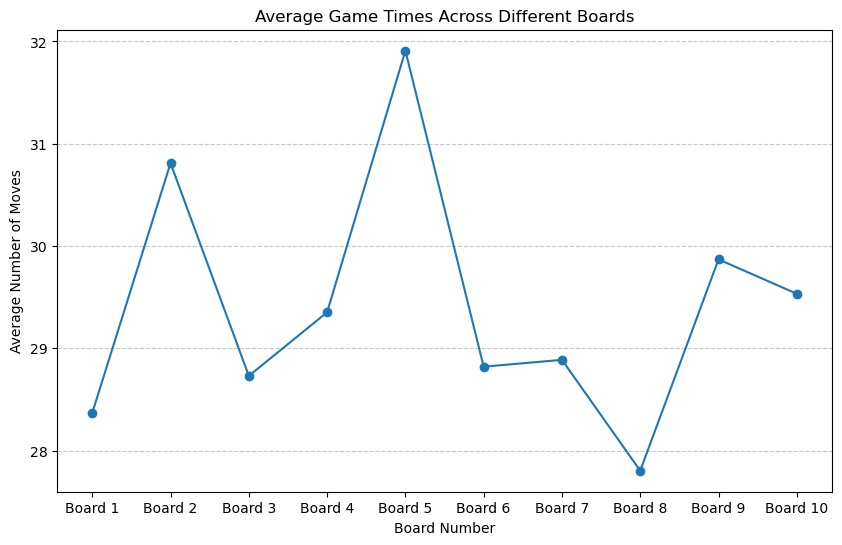 Average Game Times Across Different Boards
Average Number of Moves
32
31
30
29
28
Board 1 Board 2 Board 3 Board 4 Board 5 Board 6 Board 7 Board 8 Board 9 Board 10
Board Number